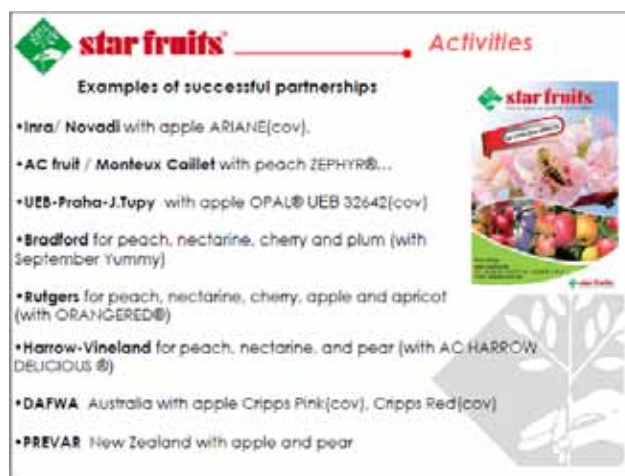 star fruits®
Activities
Examples of successful partnerships
•Inra/ Novadi with apple ARIANE(cov),
•AC fruit / Monteux Caillet with peach ZEPHYR®...
•UEB-Praha-J.Tupy with apple OPAL® UEB 32642(cov)
•Bradford for peach, nectarine, cherry and plum (with
September Yummy)
•Rutgers for peach, nectarine, cherry, apple and apricot
(with ORANGERED®)
•Harrow-Vineland for peach, nectarine, and pear (with AC HARROW
DELICIOUS ®)
•DAFWA Australia with apple Cripps Pink(cov), Cripps Red(cov)
•PREVAR New Zealand with apple and pear
star fruits
star fruits